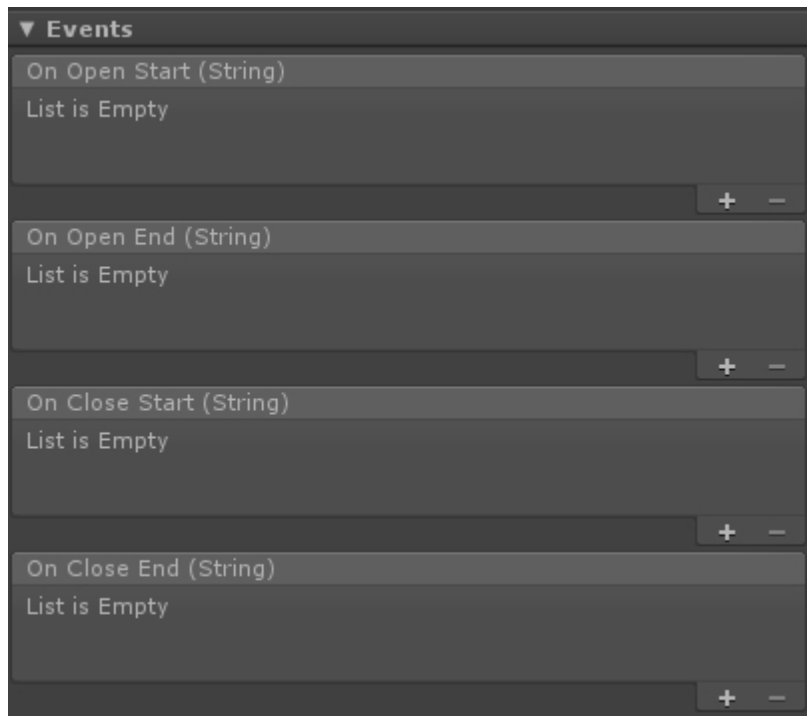 ▼ Events
On Open Start (String)
List is Empty
+ −
On Open End (String)
List is Empty
+ −
On Close Start (String)
List is Empty
+ −
On Close End (String)
List is Empty
+ −